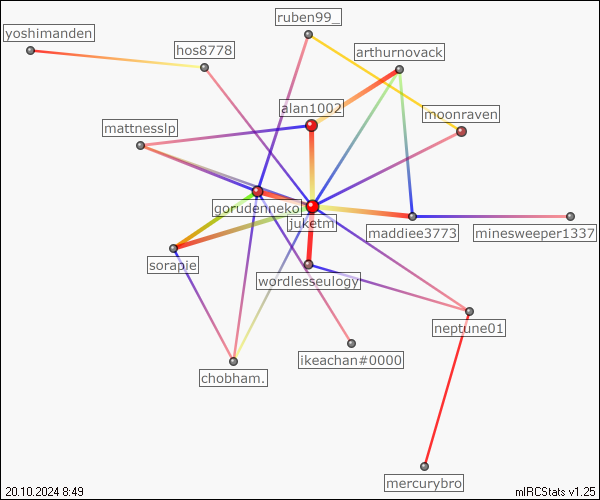 ruben99_
yoshimanden
hos8778
arthurnovack
alan1002
moonraven
mattnesslp
gorudenneko
juketm
maddiee3773
minesweeper1337
sorapie
wordlesseulogy
neptune01
ikeachan#0000
chobham.
mercurybro
20.10.2024 8:49
mIRCStats v1.25